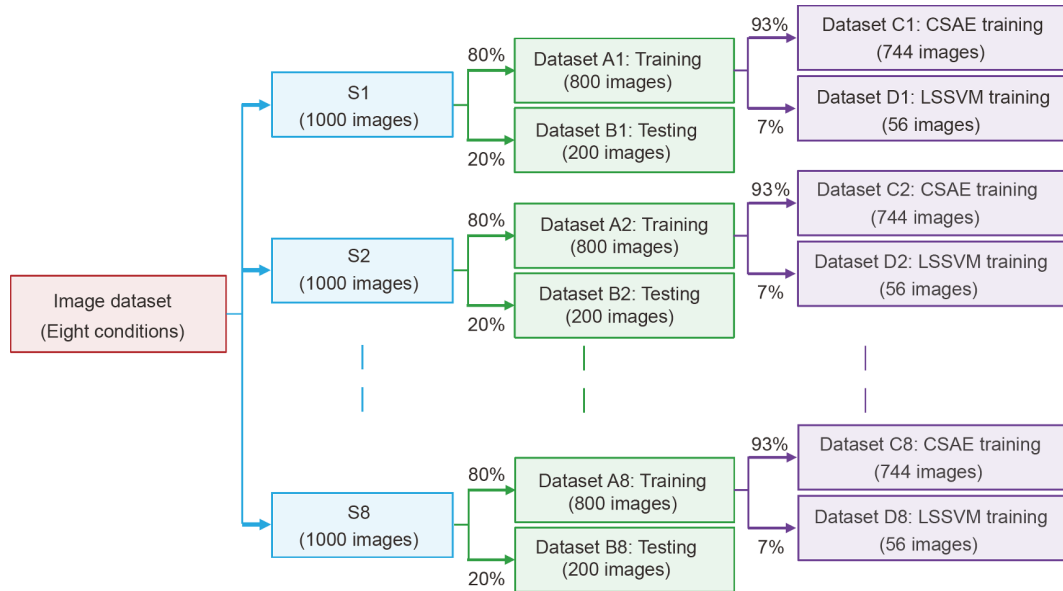 Image dataset
(Eight conditions)
S1
(1000 images)
80%
20%
Dataset A1: Training
(800 images)
Dataset B1: Testing
(200 images)
93%
7%
Dataset C1: CSAE training
(744 images)
Dataset D1: LSSVM training
(56 images)
S2
(1000 images)
80%
20%
Dataset A2: Training
(800 images)
Dataset B2: Testing
(200 images)
93%
7%
Dataset C2: CSAE training
(744 images)
Dataset D2: LSSVM training
(56 images)
S8
(1000 images)
80%
20%
Dataset A8: Training
(800 images)
Dataset B8: Testing
(200 images)
93%
7%
Dataset C8: CSAE training
(744 images)
Dataset D8: LSSVM training
(56 images)